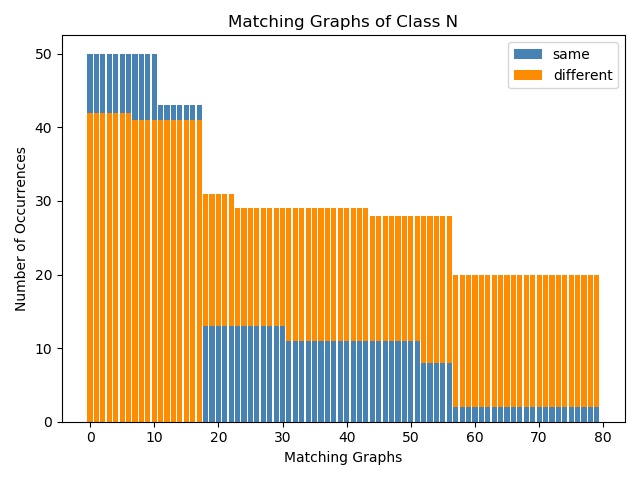 Matching Graphs of Class N
same
different
Number of Occurrences
50
40
30
20
10
0
0 10 20 30 40 50 60 70 80
Matching Graphs